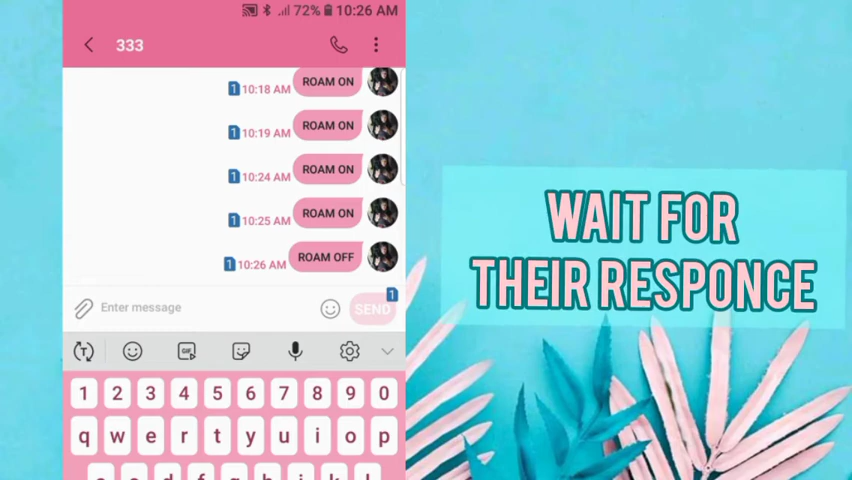 72% 10:26 AM
333
1 10:18 AM ROAM ON
1 10:19 AM ROAM ON
1 10:24 AM ROAM ON
1 10:25 AM ROAM ON
1 10:26 AM ROAM OFF
Enter message
SEND 1
T GIF
1 2 3 4 5 6 7 8 9 0
q w e r t y u i o p
WAIT FOR
THEIR RESPONCE